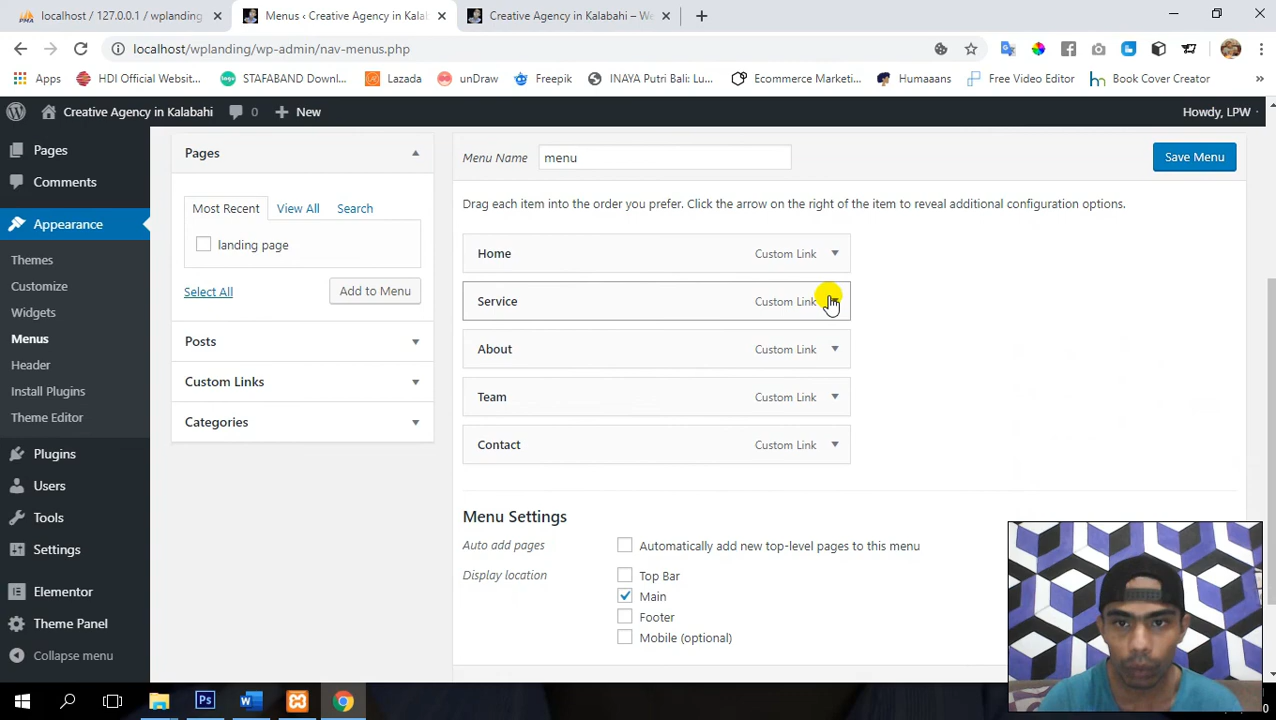 localhost / 127.0.0.1 / wplanding
Menus ‹ Creative Agency in Kalab
Creative Agency in Kalabahi – We
localhost/wplanding/wp-admin/nav-menus.php
Apps
HDI Official Websit...
STAFABAND Downl...
Lazada
unDraw
Freepik
INAYA Putri Bali: Lu...
Ecommerce Marketi...
Humaaans
Free Video Editor
Book Cover Creator
»
Creative Agency in Kalabahi
0
New
Howdy, LPW
Pages
Comments
Appearance
Themes
Customize
Widgets
Menus
Header
Install Plugins
Theme Editor
Plugins
Users
Tools
Settings
Elementor
Theme Panel
Collapse menu
Pages
Most Recent
View All
Search
landing page
Select All
Add to Menu
Posts
Custom Links
Categories
Menu Name
menu
Save Menu
Drag each item into the order you prefer. Click the arrow on the right of the item to reveal additional configuration options.
Home
Custom Link
Service
Custom Link
About
Custom Link
Team
Custom Link
Contact
Custom Link
Menu Settings
Auto add pages
Automatically add new top-level pages to this menu
Display location
Top Bar
Main
Footer
Mobile (optional)